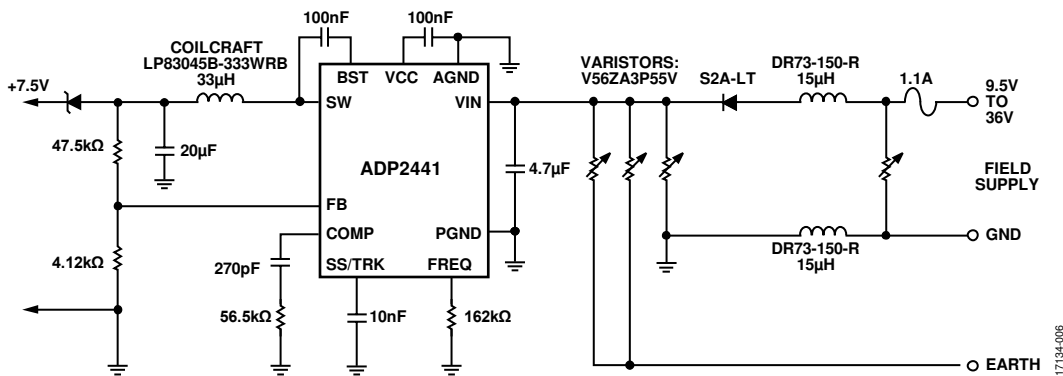 100nF
100nF
COILCRAFT
LP83045B-333WRB
33µH
+7.5V
BST
VCC
AGND
SW
VIN
VARISTORS:
V56ZA3P55V
S2A-LT
DR73-150-R
15µH
1.1A
9.5V
TO
36V
47.5kΩ
20µF
ADP2441
4.7µF
FIELD
SUPPLY
FB
COMP
PGND
GND
DR73-150-R
15µH
4.12kΩ
270pF
SS/TRK
FREQ
56.5kΩ
10nF
162kΩ
EARTH
17134-006